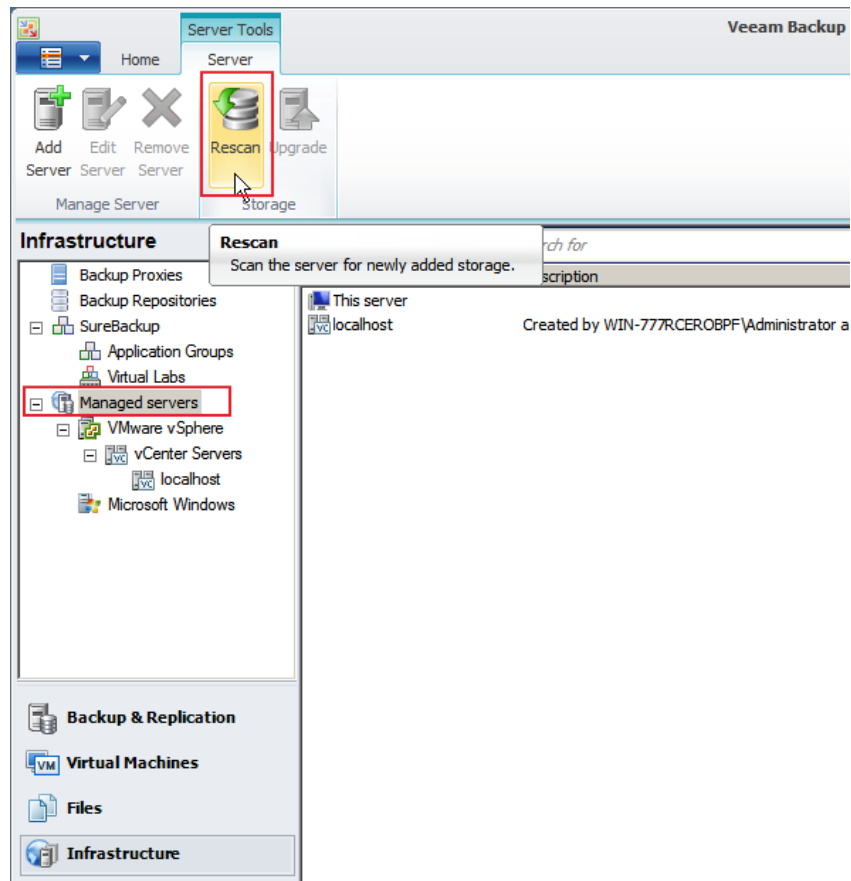 Server Tools
Veeam Backup
Home
Server
Add Server
Edit Server
Remove Server
Rescan
Upgrade
Manage Server
Storage
Infrastructure
Rescan
Scan the server for newly added storage.
rch for
scription
Backup Proxies
Backup Repositories
SureBackup
Application Groups
Virtual Labs
Managed servers
VMware vSphere
vCenter Servers
localhost
Microsoft Windows
This server
localhost
Created by WIN-777RCEROBPF\Administrator a
Backup & Replication
VM Virtual Machines
Files
Infrastructure